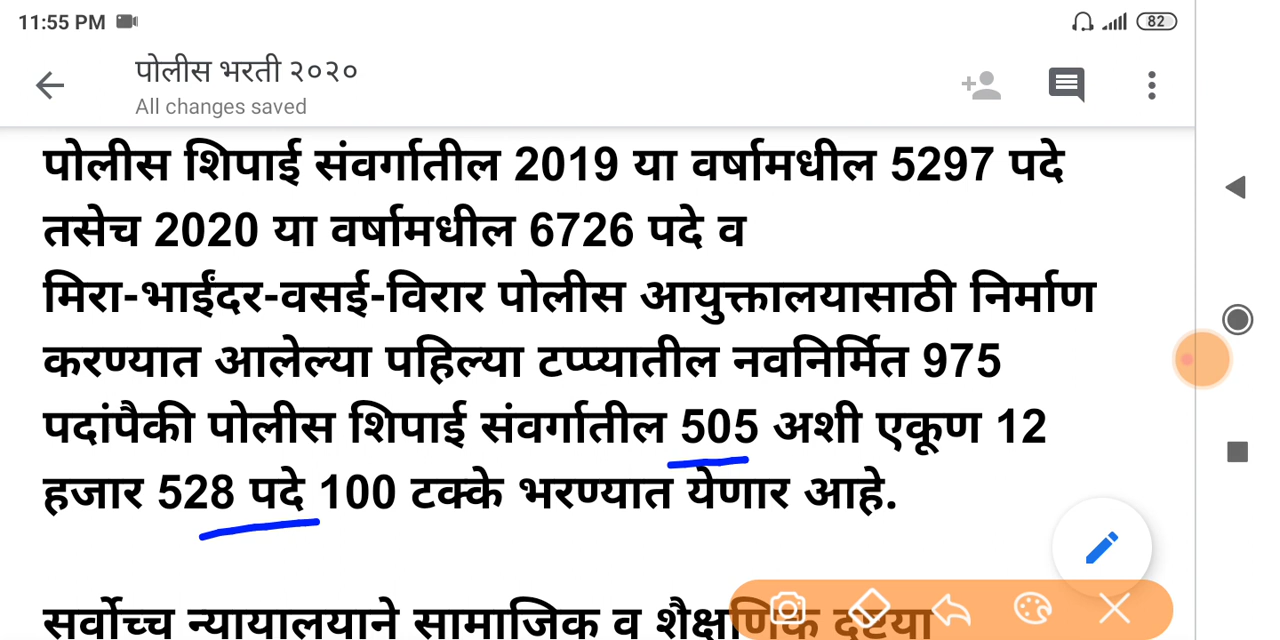 11:55 PM
82
पोलीस भरती २०२०
All changes saved
पोलीस शिपाई संवर्गातील 2019 या वर्षामधील 5297 पदे
तसेच 2020 या वर्षामधील 6726 पदे व
मिरा-भाईंदर-वसई-विरार पोलीस आयुक्तालयासाठी निर्माण
करण्यात आलेल्या पहिल्या टप्प्यातील नवनिर्मित 975
पदांपैकी पोलीस शिपाई संवर्गातील 505 अशी एकूण 12
हजार 528 पदे 100 टक्के भरण्यात येणार आहे.
सर्वोच्च न्यायालयाने सामाजिक व शैक्षणिक दृष्टया